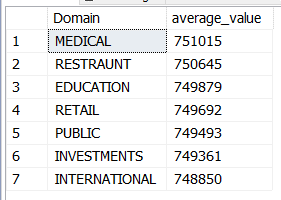 Domain average_value
1 MEDICAL 751015
2 RESTRAUNT 750645
3 EDUCATION 749879
4 RETAIL 749692
5 PUBLIC 749493
6 INVESTMENTS 749361
7 INTERNATIONAL 748850